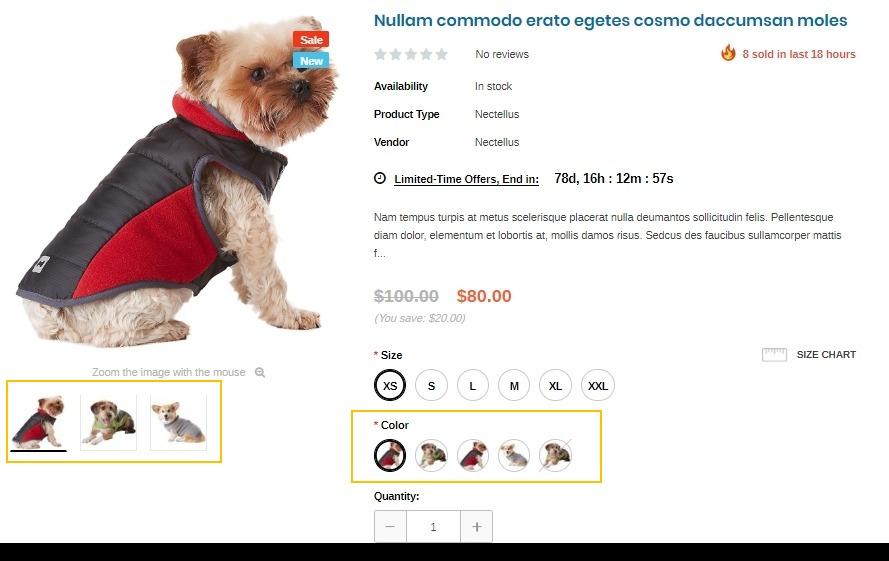 Nullam commodo erato egetes cosmo daccumsan moles
Sale
New
No reviews
8 sold in last 18 hours
Availability In stock
Product Type Nectellus
Vendor Nectellus
Limited-Time Offers, End in: 78d, 16h : 12m : 57s
Nam tempus turpis at metus scelerisque placerat nulla deumantos sollicitudin felis. Pellentesque
diam dolor, elementum et lobortis at, mollis damos risus. Sedcus des faucibus sullamcorper mattis
f...
$100.00 $80.00
(You save: $20.00)
Zoom the image with the mouse
* Size
SIZE CHART
XS S L M XL XXL
* Color
Quantity:
− 1 +